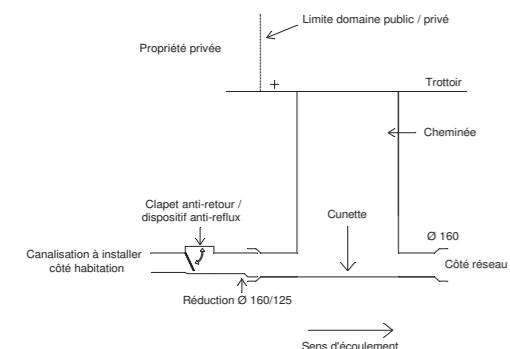 Limite domaine public / privé
Propriété privée
Trottoir
Cheminée
Clapet anti-retour /
dispositif anti-reflux
Cunette
Ø 160
Canalisation à installer
côté habitation
Côté réseau
Réduction Ø 160/125
Sens d'écoulement